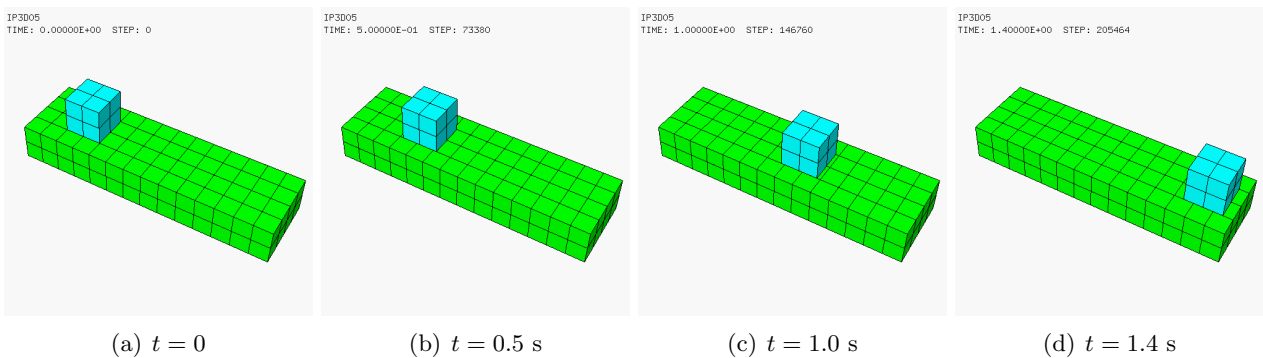 IP3D05
TIME: 0.00000E+00 STEP: 0
IP3D05
TIME: 5.00000E-01 STEP: 73380
IP3D05
TIME: 1.00000E+00 STEP: 146760
IP3D05
TIME: 1.40000E+00 STEP: 205464
(a) t = 0
(b) t = 0.5 s
(c) t = 1.0 s
(d) t = 1.4 s